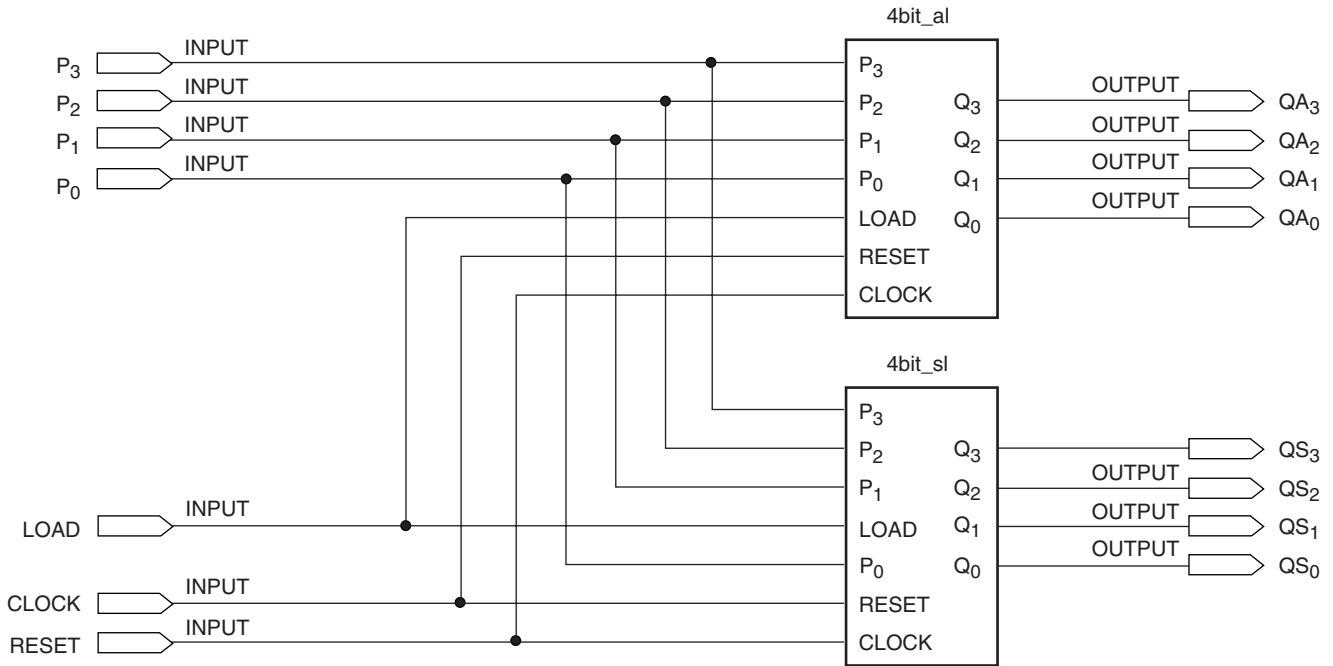 4bit_al
P3 INPUT P3
P2 INPUT P2 Q3 OUTPUT QA3
P1 INPUT P1 Q2 OUTPUT QA2
P0 INPUT P0 Q1 OUTPUT QA1
LOAD Q0 OUTPUT QA0
RESET
CLOCK
4bit_sl
P3
P2 Q3 QS3
P1 Q2 OUTPUT QS2
LOAD INPUT LOAD Q1 OUTPUT QS1
P0 Q0 OUTPUT QS0
CLOCK INPUT RESET
RESET INPUT CLOCK